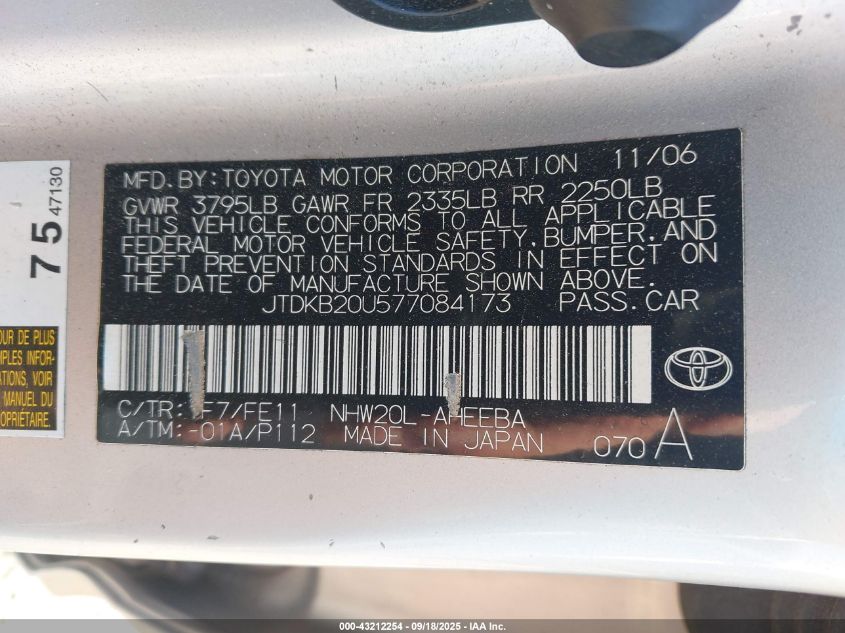 MFD.BY:TOYOTA MOTOR CORPORATION 11/06
GVWR 3795LB GAWR FR 2335LB RR 2250LB
THIS VEHICLE CONFORMS TO ALL APPLICABLE
FEDERAL MOTOR VEHICLE SAFETY,BUMPER,AND
THEFT PREVENTION STANDARDS IN EFFECT ON
THE DATE OF MANUFACTURE SHOWN ABOVE.
JTDKB20U577084173 PASS.CAR
C/TR: F7/FE11 NHW20L-AHEEBA
A/TM:-01A/P112 MADE IN JAPAN 070 A
75 47130
OUR DE PLUS
MPLES INFOR-
ATIONS, VOIR
MANUEL DU
OPRIÉTAIRE.
000-43212254 - 09/18/2025 - IAA Inc.